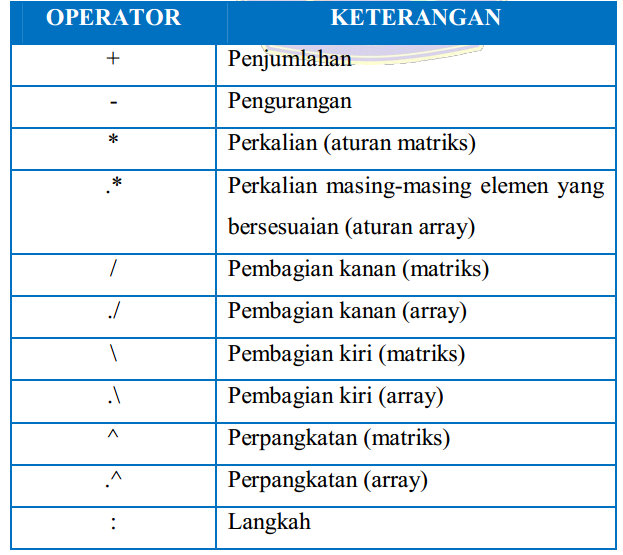 OPERATOR KETERANGAN
+ Penjumlahan
- Pengurangan
* Perkalian (aturan matriks)
.* Perkalian masing-masing elemen yang
bersesuaian (aturan array)
/ Pembagian kanan (matriks)
./ Pembagian kanan (array)
\ Pembagian kiri (matriks)
.\ Pembagian kiri (array)
^ Perpangkatan (matriks)
.^ Perpangkatan (array)
: Langkah